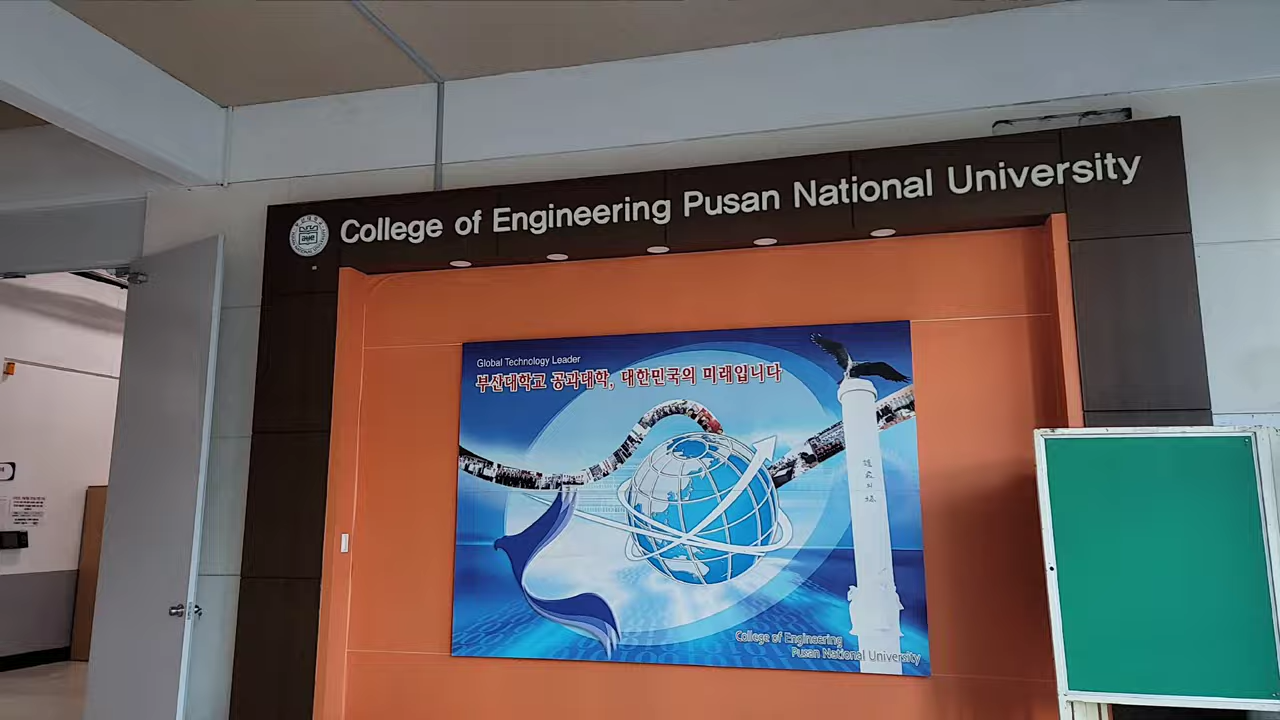 College of Engineering Pusan National University
Global Technology Leader
부산대학교 공과대학, 대한민국의 미래입니다
College of Engineering
Pusan National University